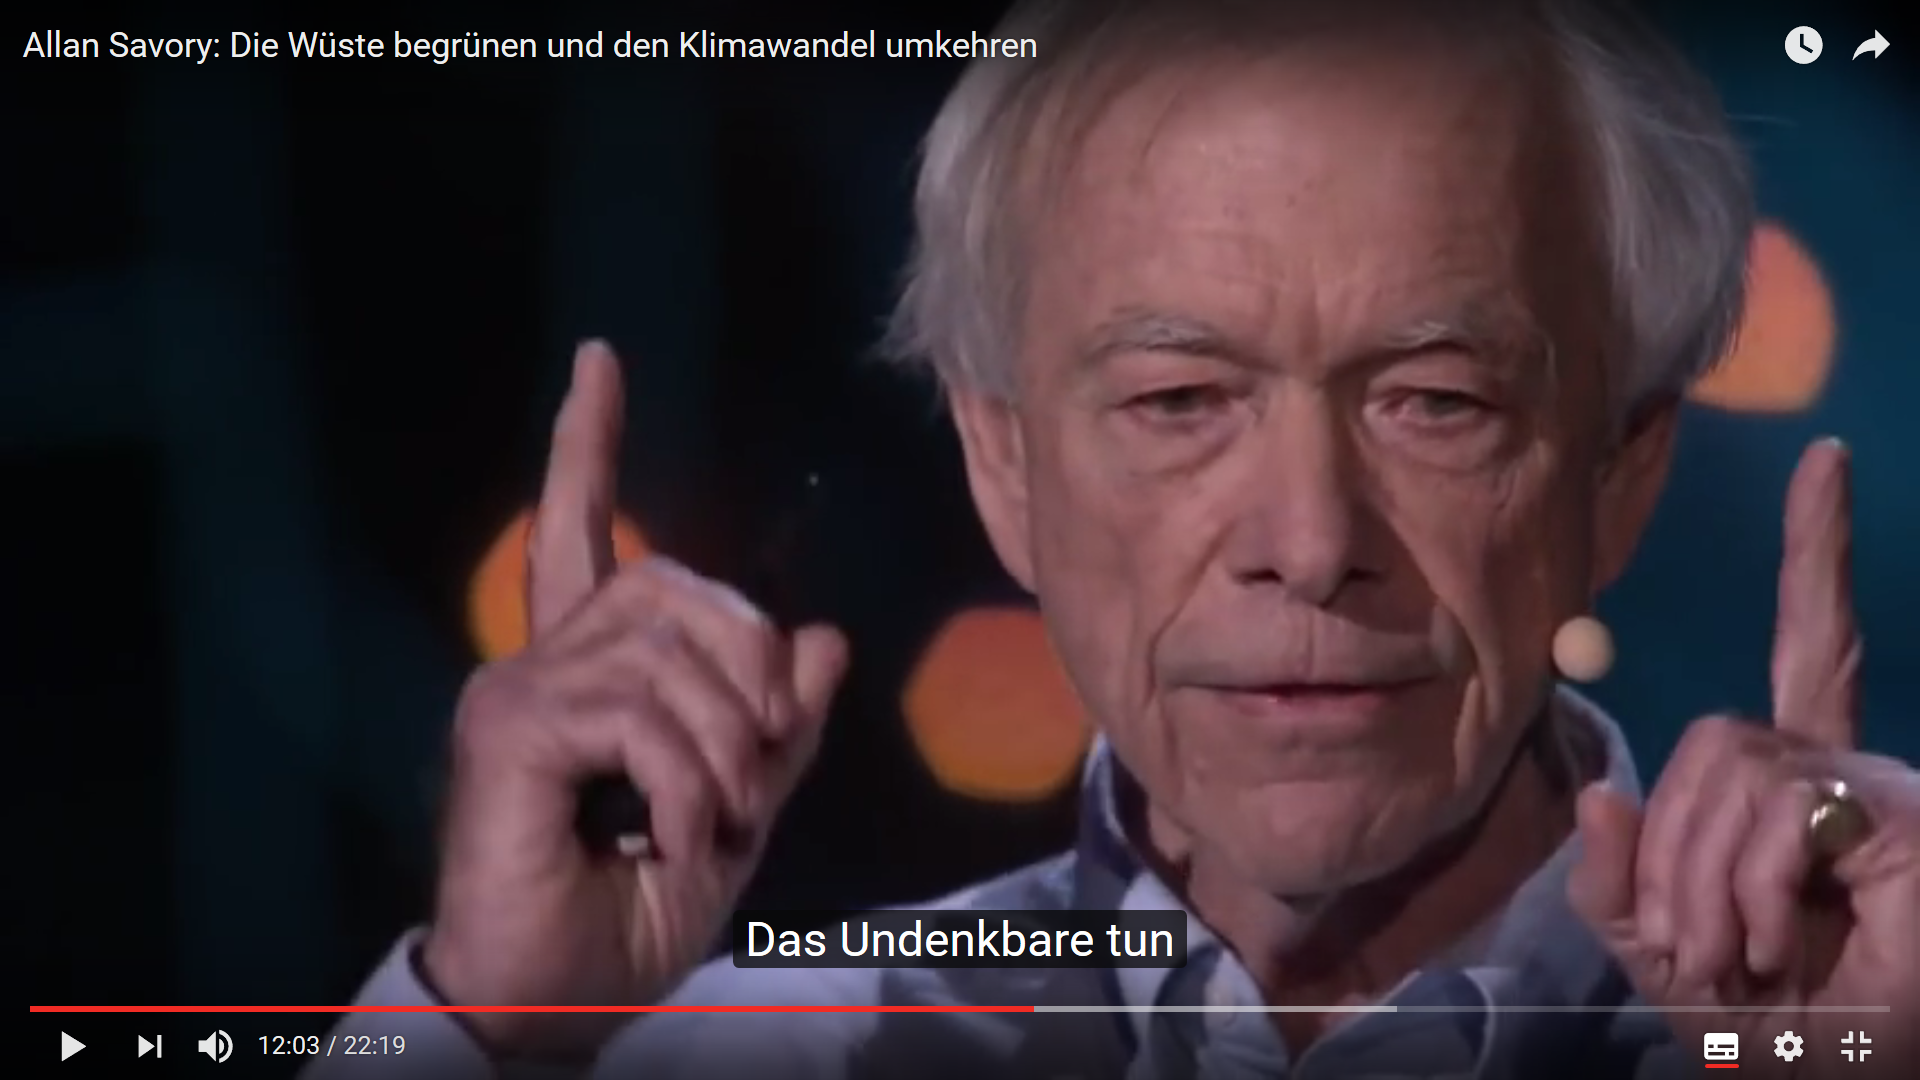 Allan Savory: Die Wüste begrünen und den Klimawandel umkehren
Das Undenkbare tun
12:03 / 22:19